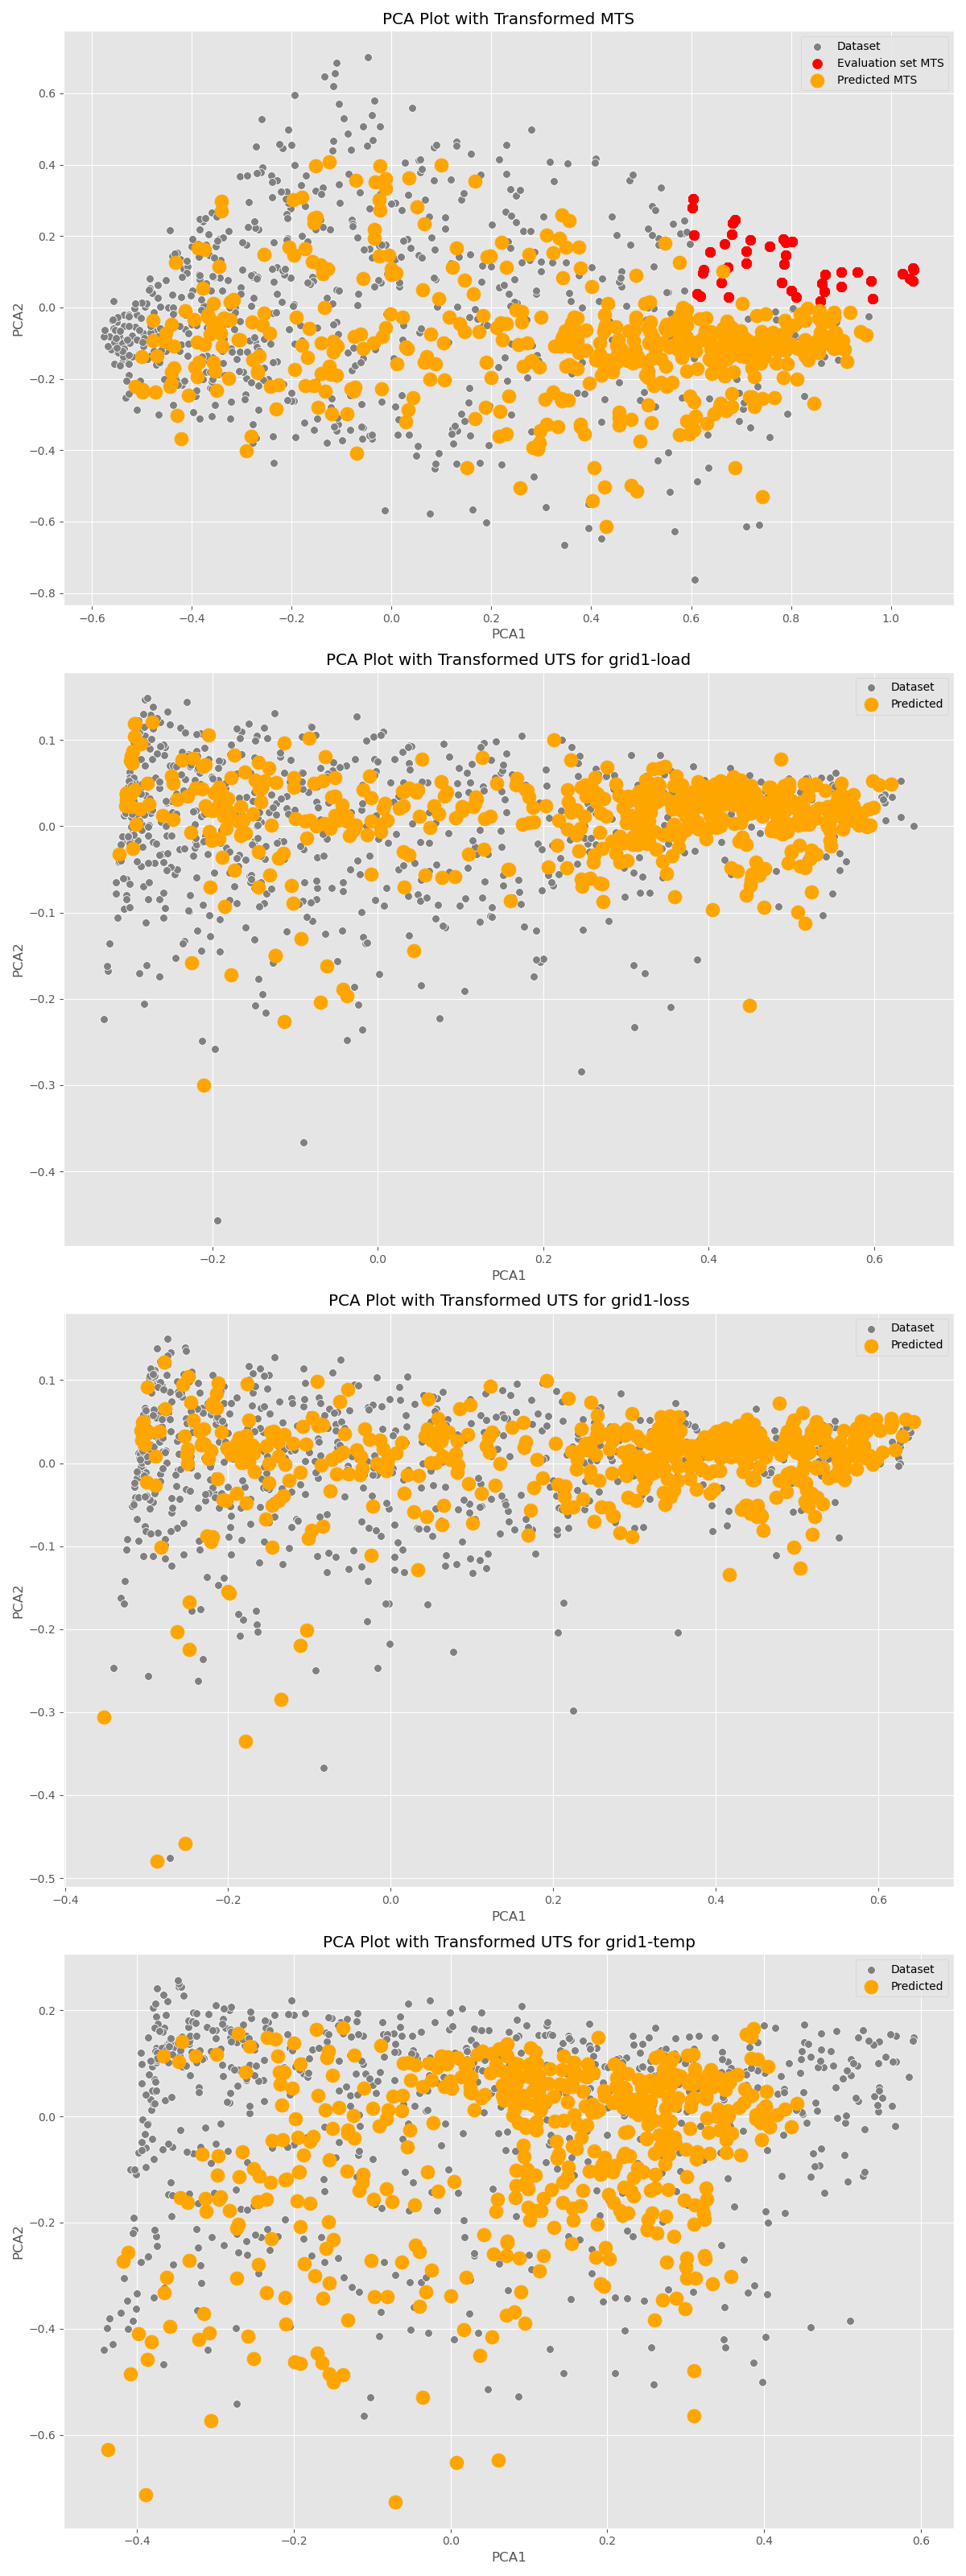 PCA Plot with Transformed MTS
Dataset
Evaluation set MTS
Predicted MTS
PCA2
0.6
0.4
0.2
0.0
−0.2
−0.4
−0.6
−0.8
−0.6 −0.4 −0.2 0.0 0.2 0.4 0.6 0.8 1.0
PCA1
PCA Plot with Transformed UTS for grid1-load
Dataset
Predicted
PCA2
0.1
0.0
−0.1
−0.2
−0.3
−0.4
−0.2 0.0 0.2 0.4 0.6
PCA1
PCA Plot with Transformed UTS for grid1-loss
Dataset
Predicted
PCA2
0.1
0.0
−0.1
−0.2
−0.3
−0.4
−0.5
−0.4 −0.2 0.0 0.2 0.4 0.6
PCA1
PCA Plot with Transformed UTS for grid1-temp
Dataset
Predicted
PCA2
0.2
0.0
−0.2
−0.4
−0.6
−0.4 −0.2 0.0 0.2 0.4 0.6
PCA1